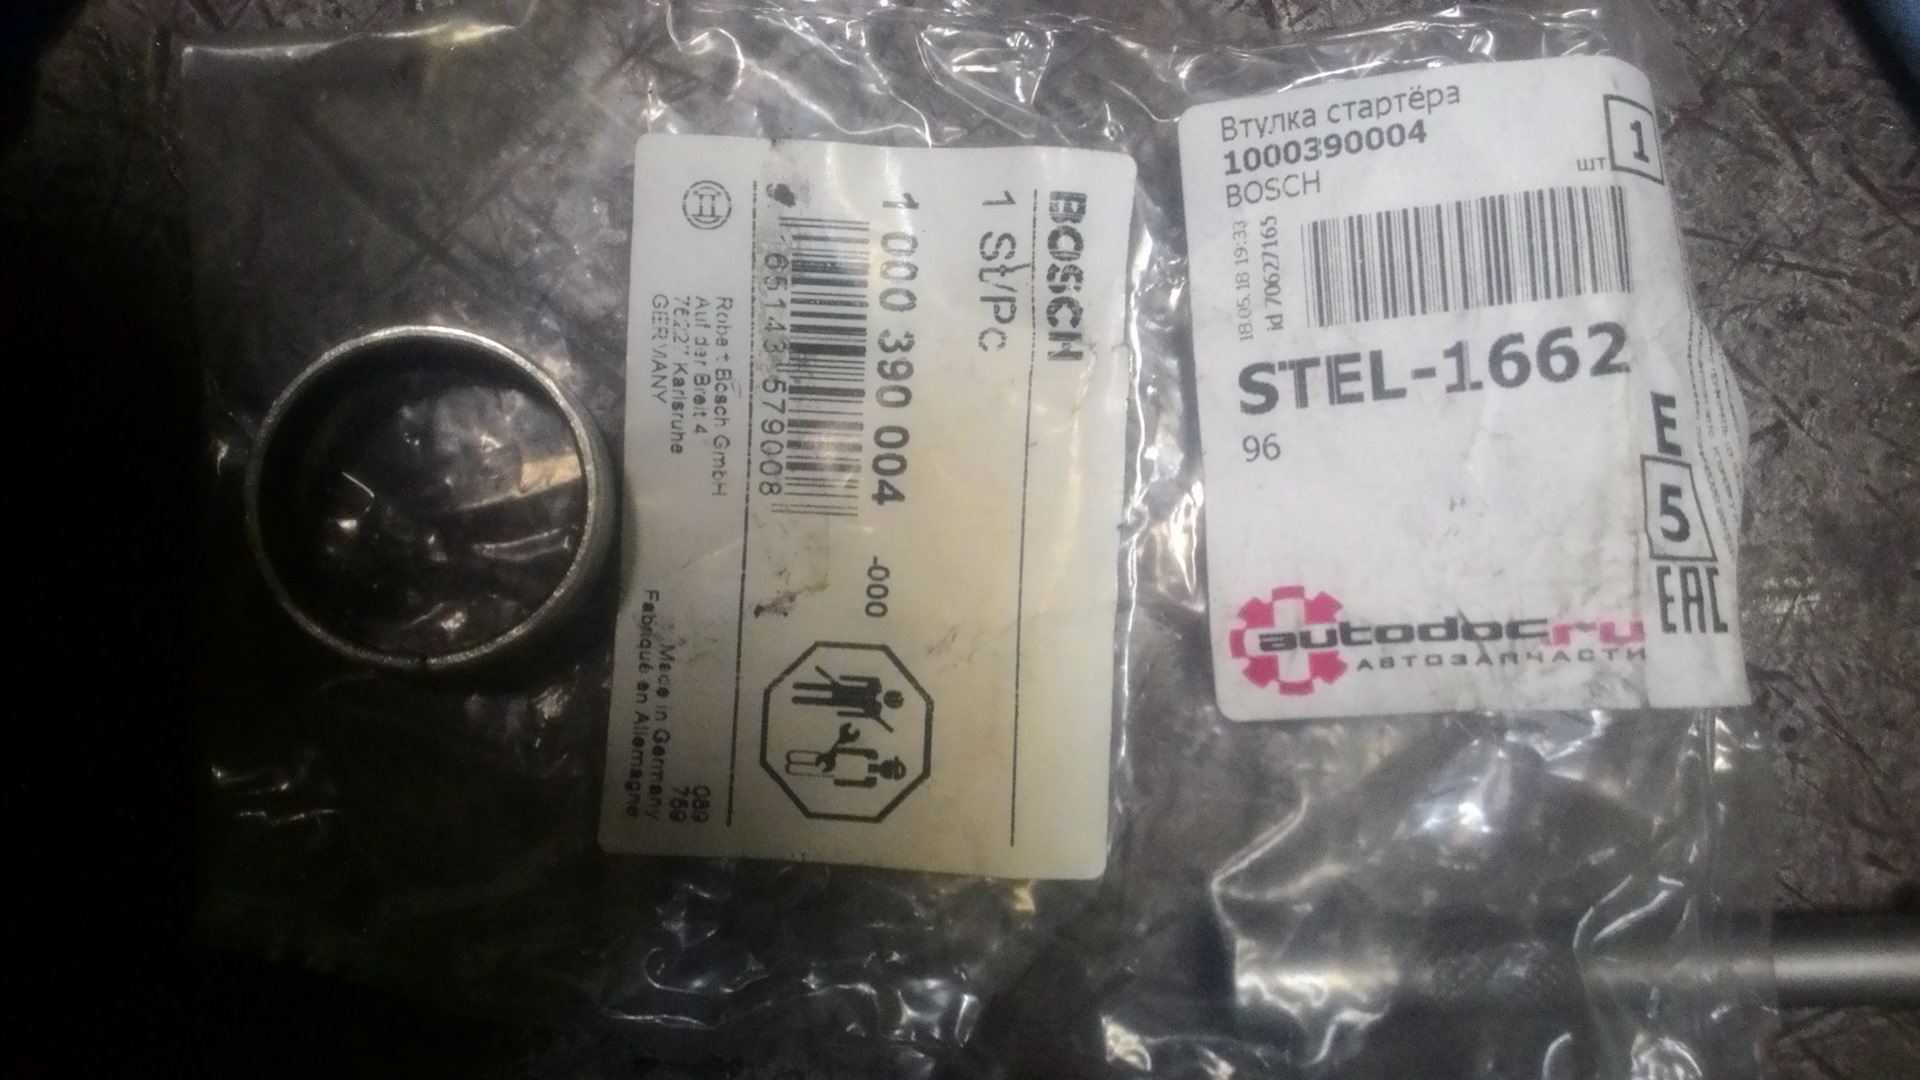 BOSCH
1 St/Pc
1 000 390 004
-000
651437579008
Robert Bosch GmbH
Auf der Breit 4
76227 Karlsruhe
GERMANY
089
759
Made in Germany
Fabriqué en Allemagne
Втулка стартёра
1000390004
BOSCH
шт
1
18.05.18 19:33
id 70627165
STEL-1662
96
E
5
EAC
autodoc.ru
АВТОЗАПЧАСТИ